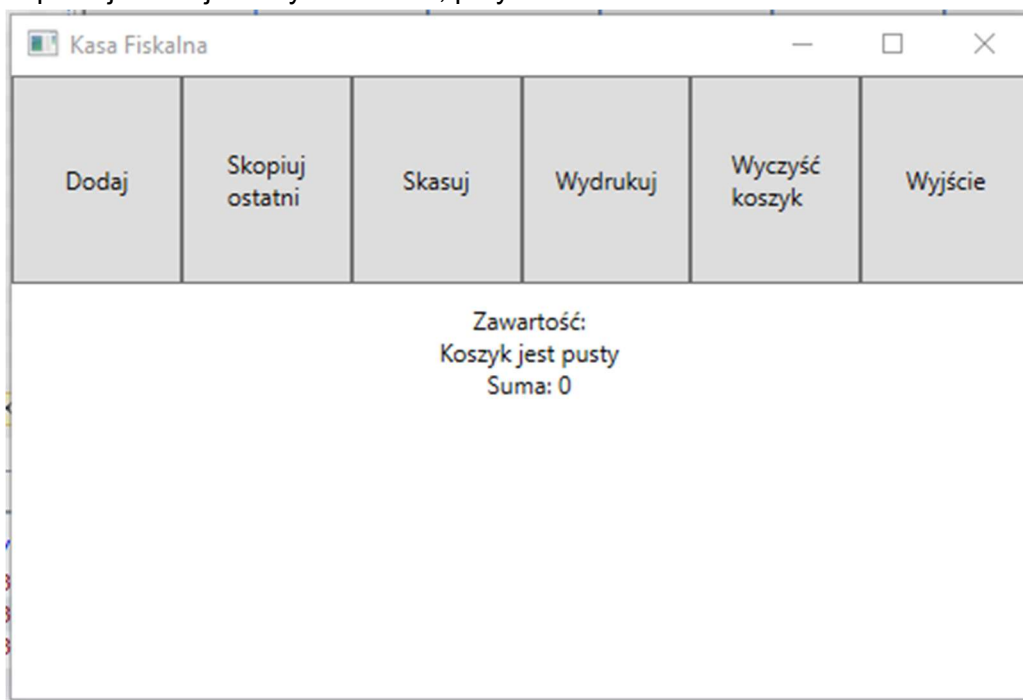 Kasa Fiskalna
Dodaj
Skopiuj
ostatni
Skasuj
Wydrukuj
Wyczyść
koszyk
Wyjście
Zawartość:
Koszyk jest pusty
Suma: 0